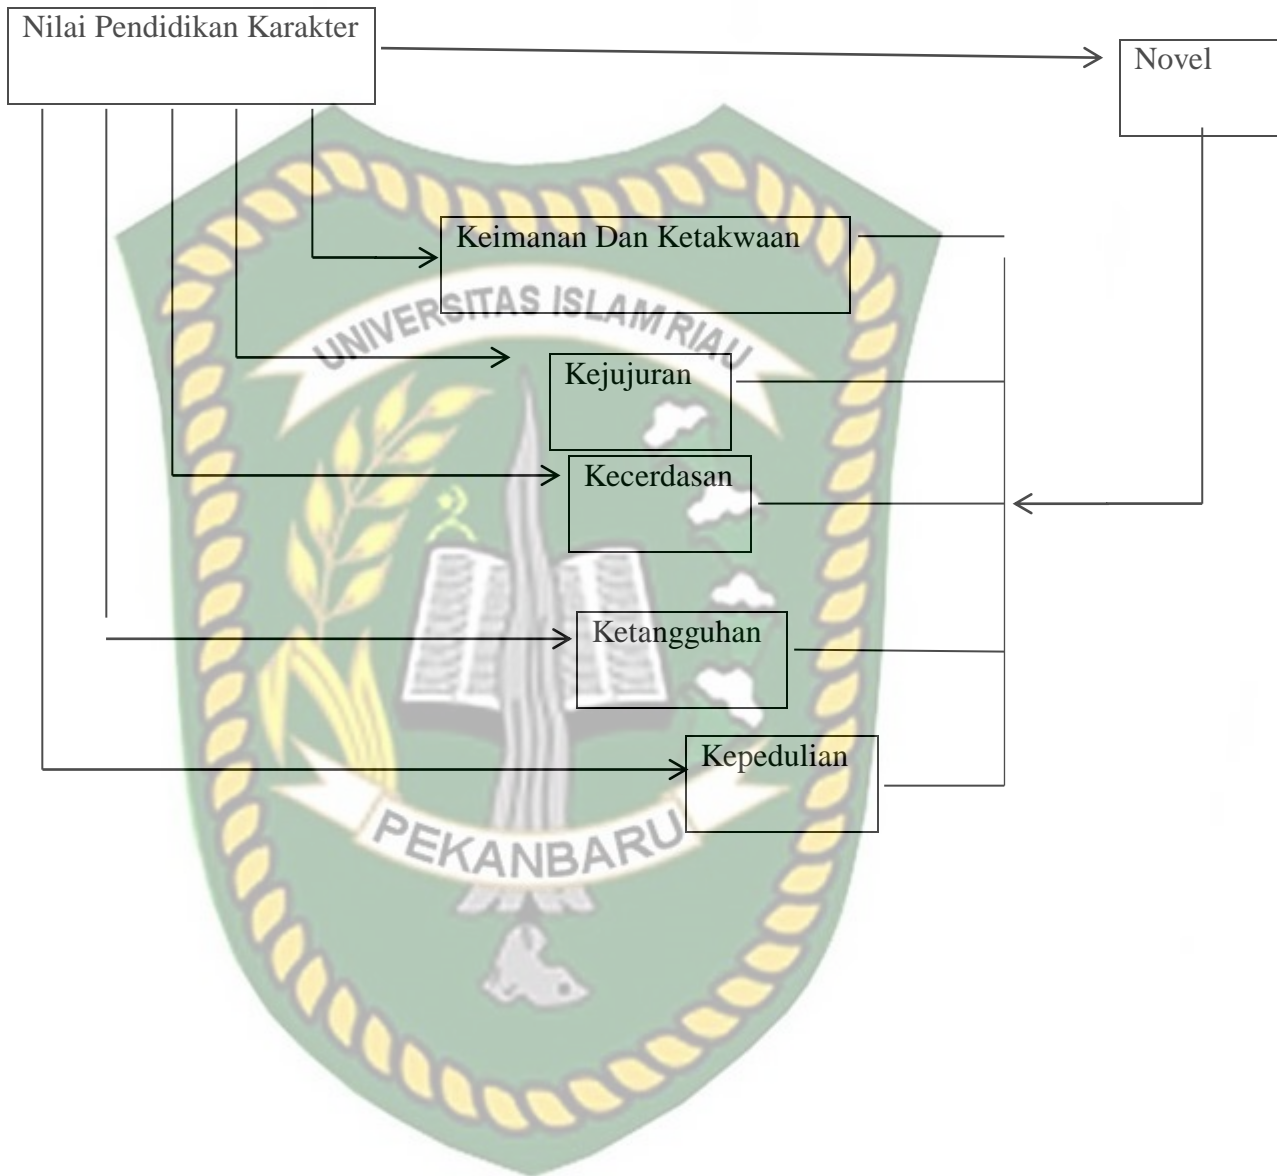 Nilai Pendidikan Karakter
Novel
Keimanan Dan Ketakwaan
UNIVERSITAS ISLAM RIAU
Kejujuran
Kecerdasan
Ketangguhan
Kepedulian
PEKANBARU